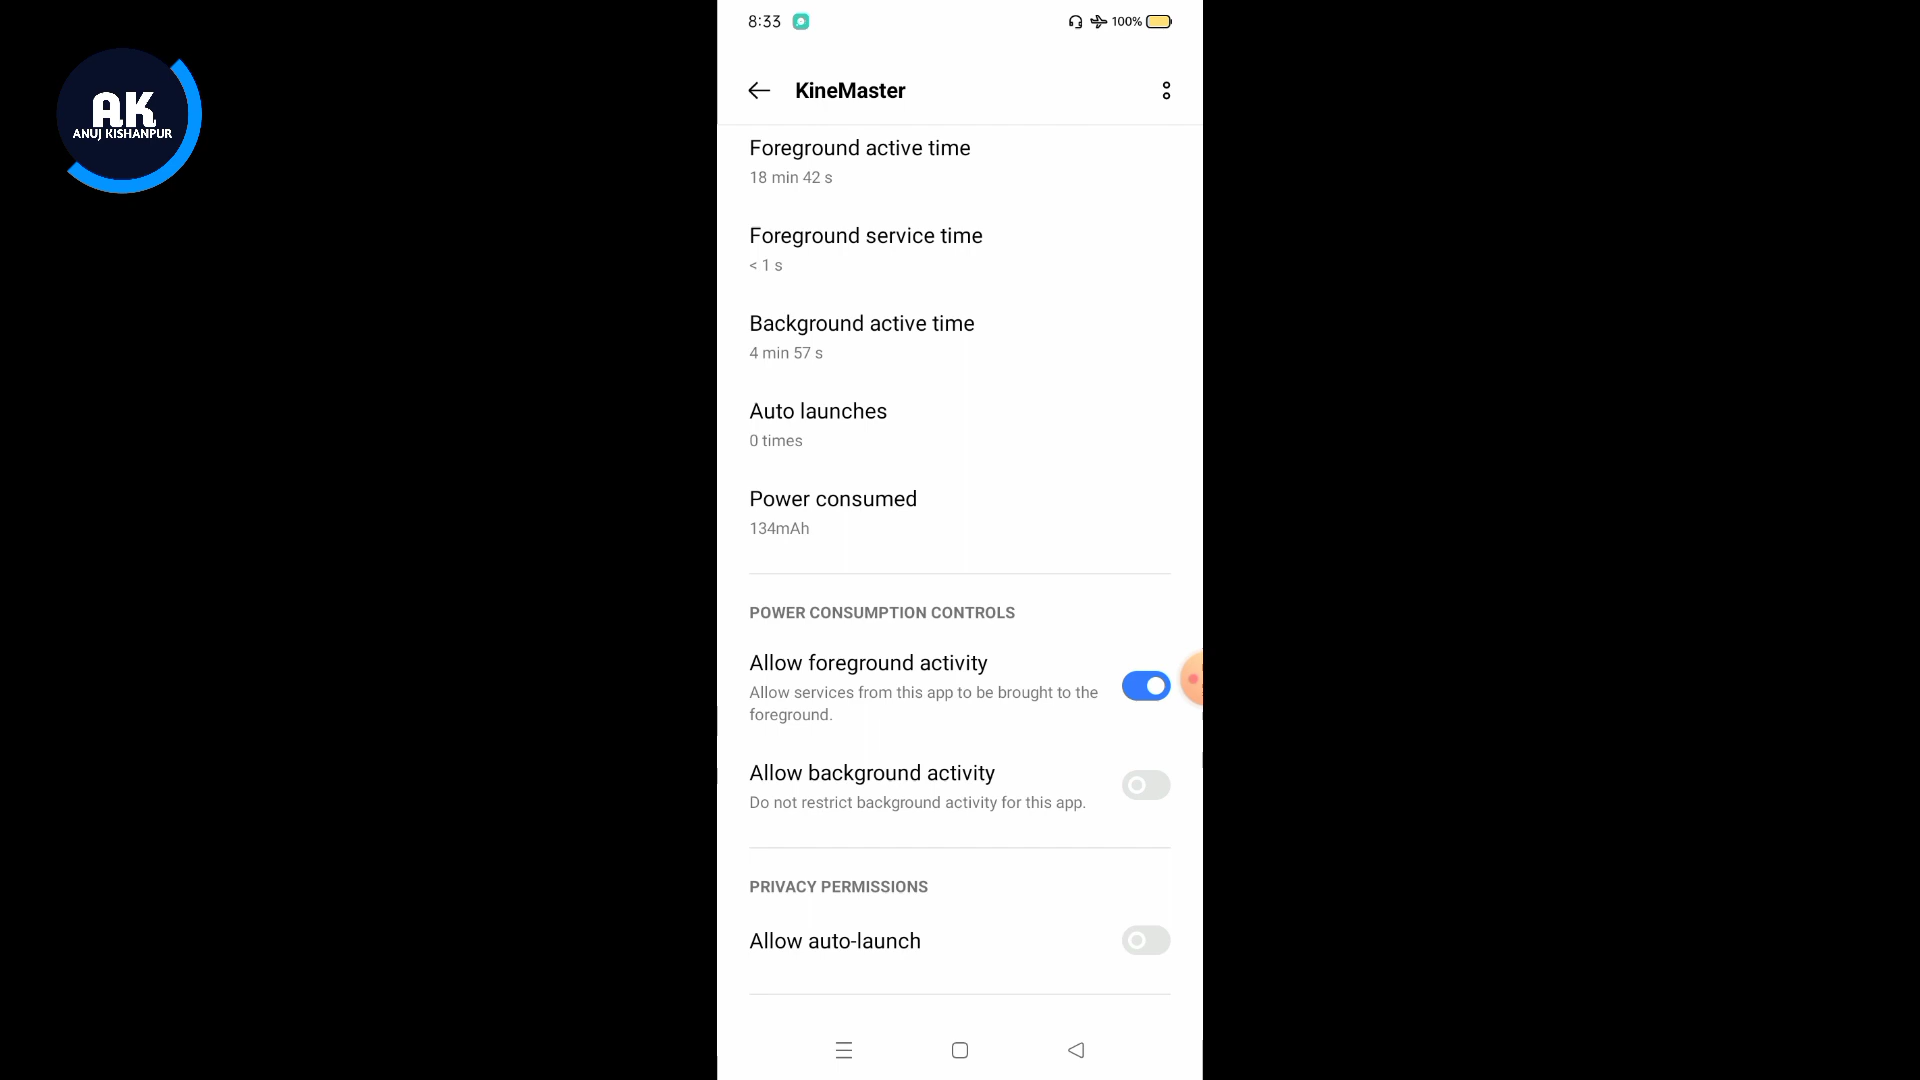 AK
ANUJ KISHANPUR
8:33
100%
KineMaster
Foreground active time
18 min 42 s
Foreground service time
< 1 s
Background active time
4 min 57 s
Auto launches
0 times
Power consumed
134mAh
POWER CONSUMPTION CONTROLS
Allow foreground activity
Allow services from this app to be brought to the
foreground.
Allow background activity
Do not restrict background activity for this app.
PRIVACY PERMISSIONS
Allow auto-launch